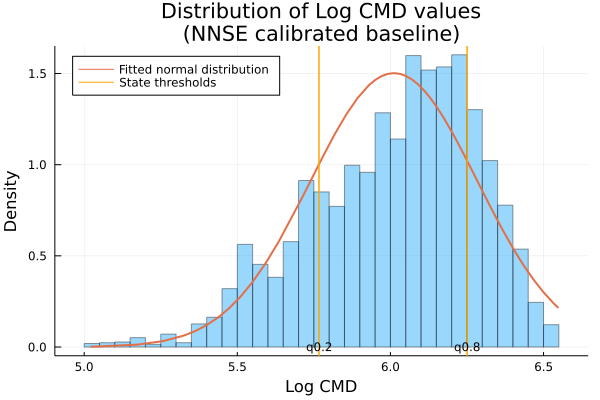 Distribution of Log CMD values
(NNSE calibrated baseline)
Fitted normal distribution
State thresholds
Density
1.5
1.0
0.5
0.0
q0.2
q0.8
5.0
5.5
6.0
6.5
Log CMD